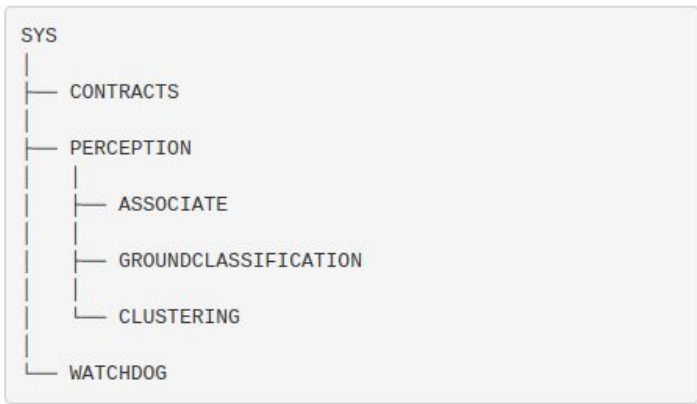 SYS
│
├── CONTRACTS
│
├── PERCEPTION
│   │
│   ├── ASSOCIATE
│   │
│   ├── GROUNDCLASSIFICATION
│   │
│   └── CLUSTERING
│
└── WATCHDOG